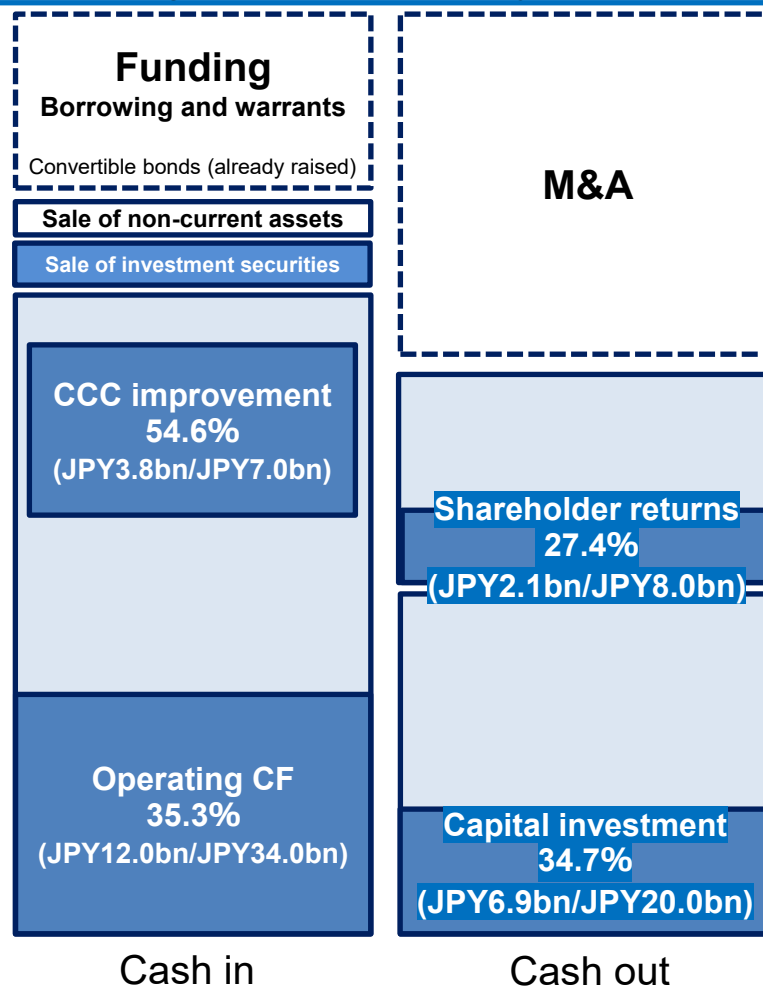 Funding
Borrowing and warrants
Convertible bonds (already raised)
Sale of non-current assets
Sale of investment securities
CCC improvement
54.6%
(JPY3.8bn/JPY7.0bn)
Operating CF
35.3%
(JPY12.0bn/JPY34.0bn)
Cash in
M&A
Shareholder returns
27.4%
(JPY2.1bn/JPY8.0bn)
Capital investment
34.7%
(JPY6.9bn/JPY20.0bn)
Cash out